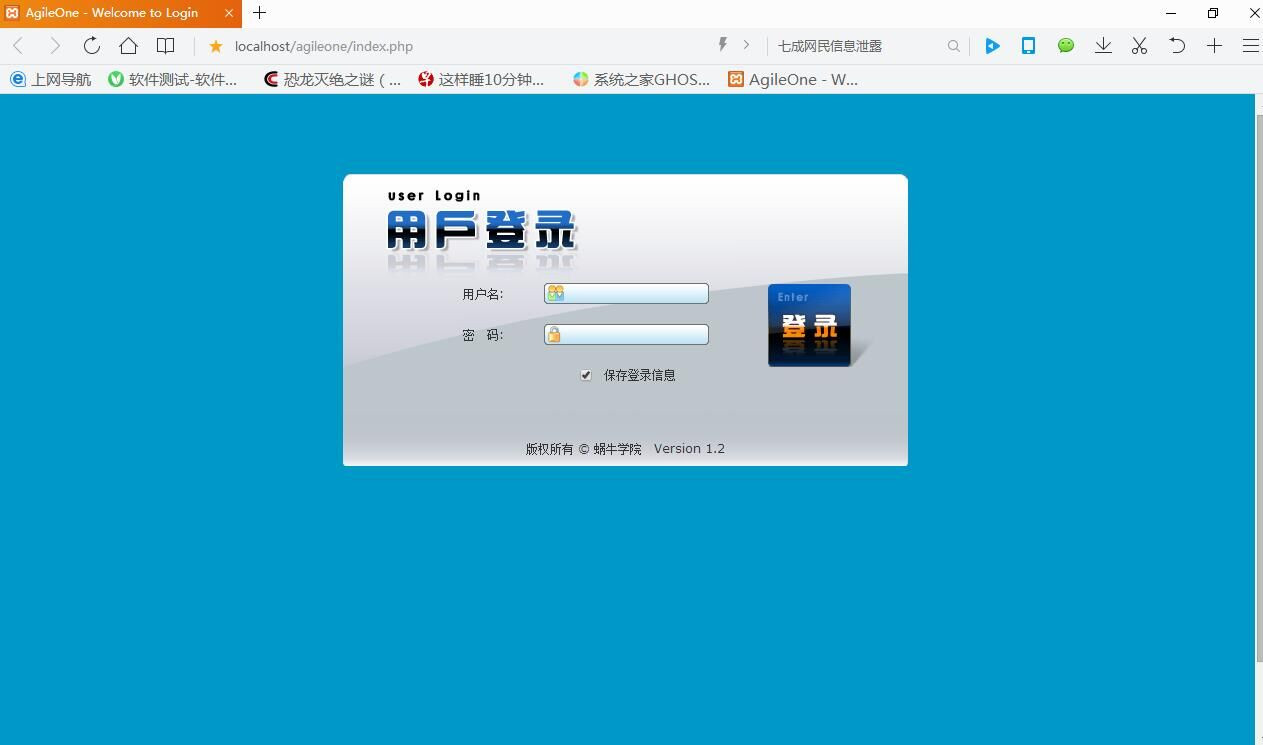 AgileOne - Welcome to Login
localhost/agileone/index.php
七成网民信息泄露
上网导航 软件测试-软件... 恐龙灭绝之谜 ( ... 这样睡10分钟... 系统之家GHOS... AgileOne - W...
user Login
用戶登录
用户名:
Enter
登录
密 码:
保存登录信息
版权所有 © 蜗牛学院 Version 1.2